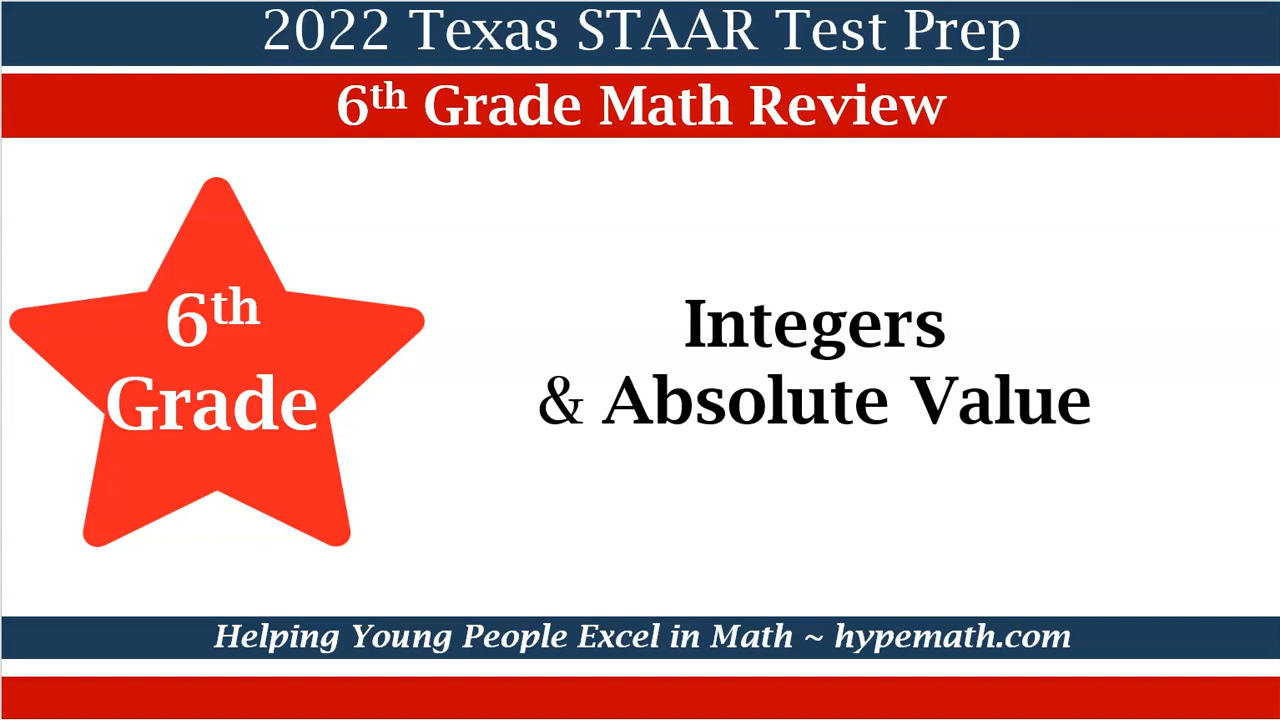 2022 Texas STAAR Test Prep
6th Grade Math Review
6th
Grade
Integers
& Absolute Value
Helping Young People Excel in Math ~ hypemath.com